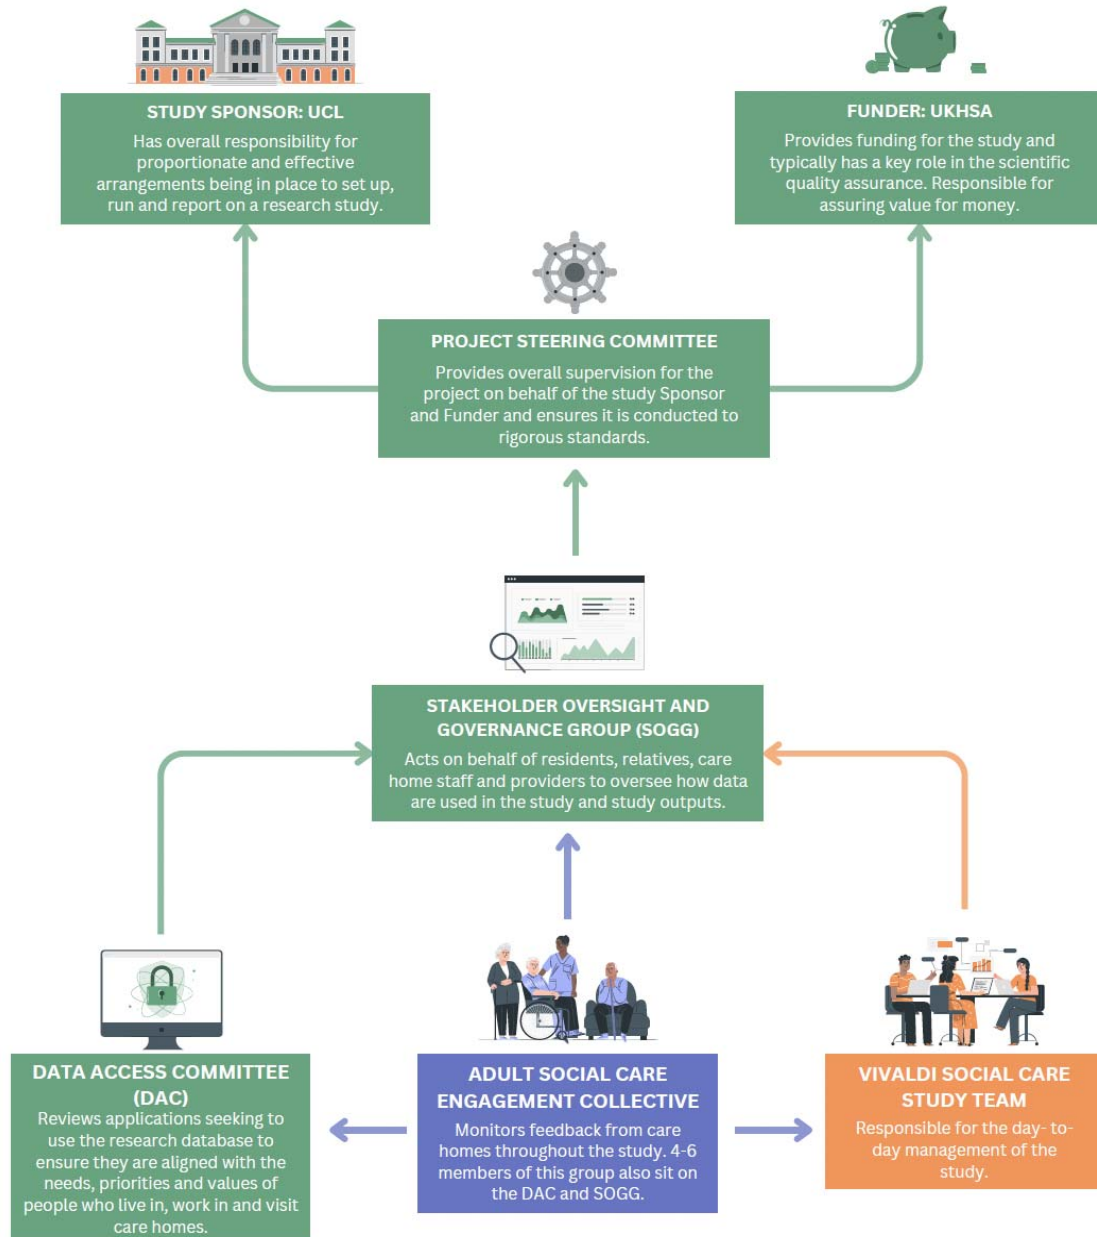 STUDY SPONSOR: UCL
Has overall responsibility for
proportionate and effective
arrangements being in place to set up,
run and report on a research study.
FUNDER: UKHSA
Provides funding for the study and
typically has a key role in the scientific
quality assurance. Responsible for
assuring value for money.
PROJECT STEERING COMMITTEE
Provides overall supervision for the
project on behalf of the study Sponsor
and Funder and ensures it is conducted to
rigorous standards.
STAKEHOLDER OVERSIGHT AND
GOVERNANCE GROUP (SOGG)
Acts on behalf of residents, relatives, care
home staff and providers to oversee how data
are used in the study and study outputs.
DATA ACCESS COMMITTEE
(DAC)
Reviews applications seeking to
use the research database to
ensure they are aligned with the
needs, priorities and values of
people who live in, work in and visit
care homes.
ADULT SOCIAL CARE
ENGAGEMENT COLLECTIVE
Monitors feedback from care
homes throughout the study. 4-6
members of this group also sit on
the DAC and SOGG.
VIVALDI SOCIAL CARE
STUDY TEAM
Responsible for the day- to-
day management of the
study.